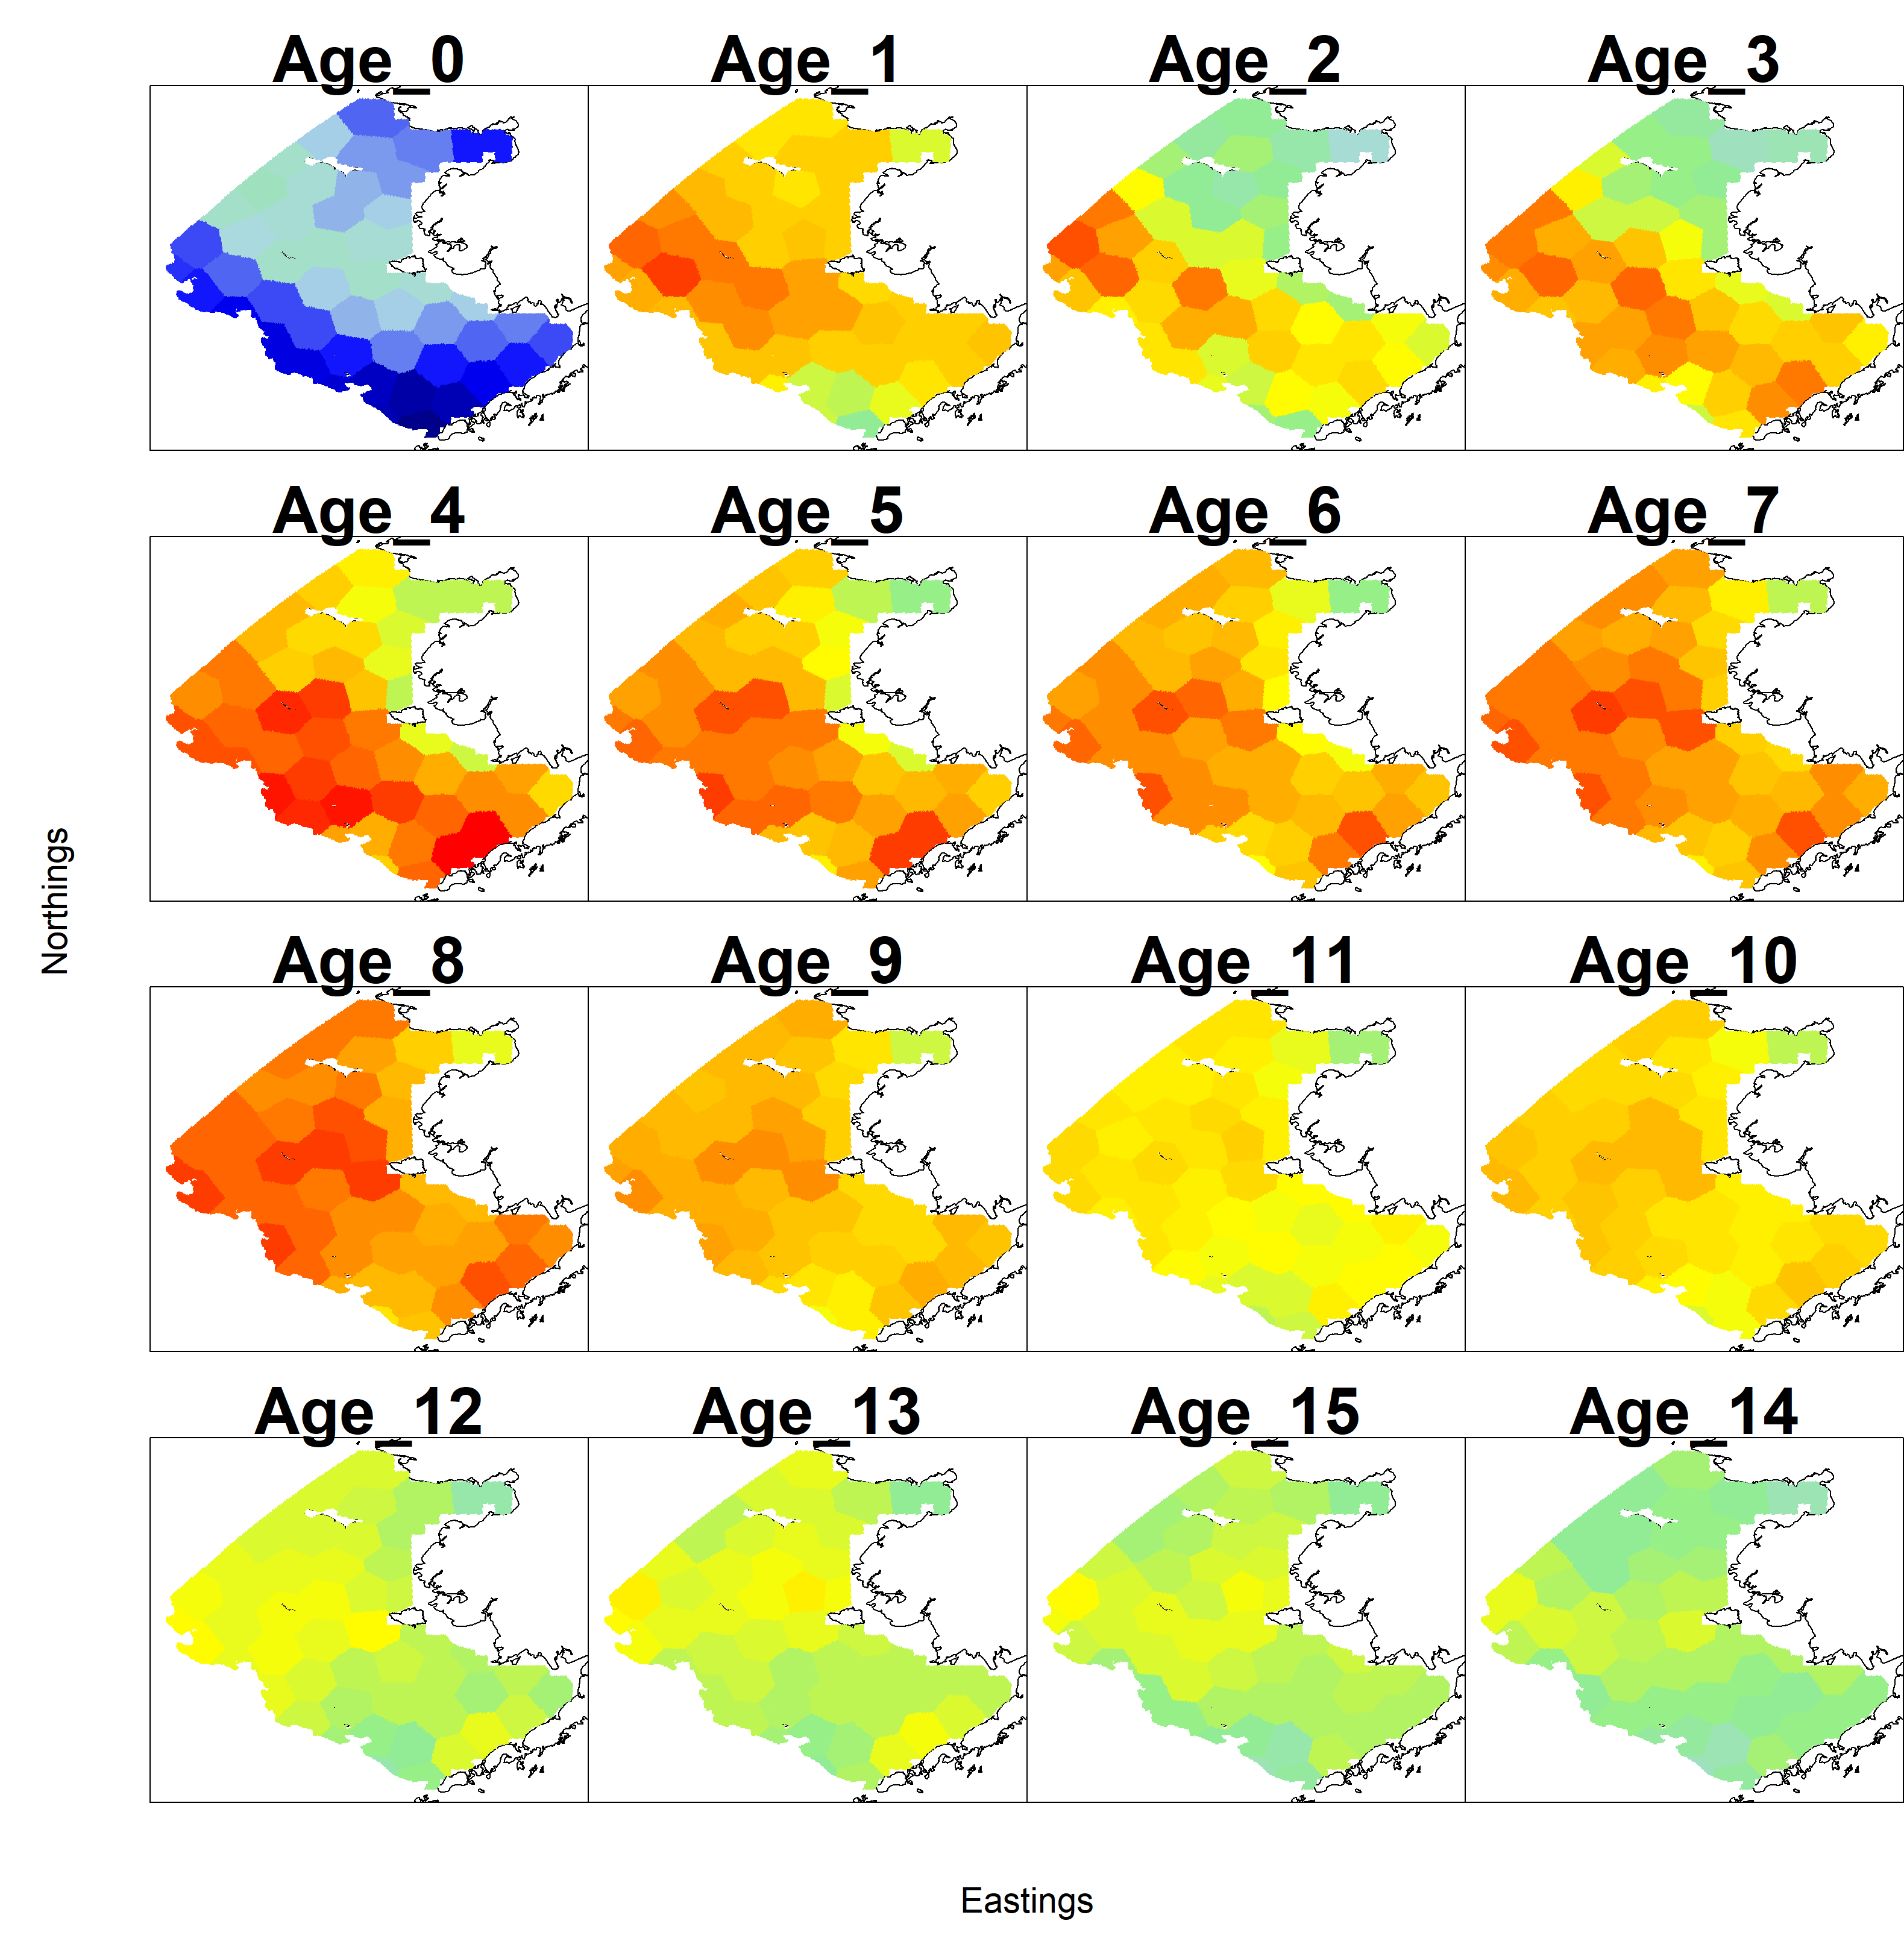 Age_0 Age_1 Age_2 Age_3
Age_4 Age_5 Age_6 Age_7
Northings
Age_8 Age_9 Age_11 Age_10
Age_12 Age_13 Age_15 Age_14
Eastings